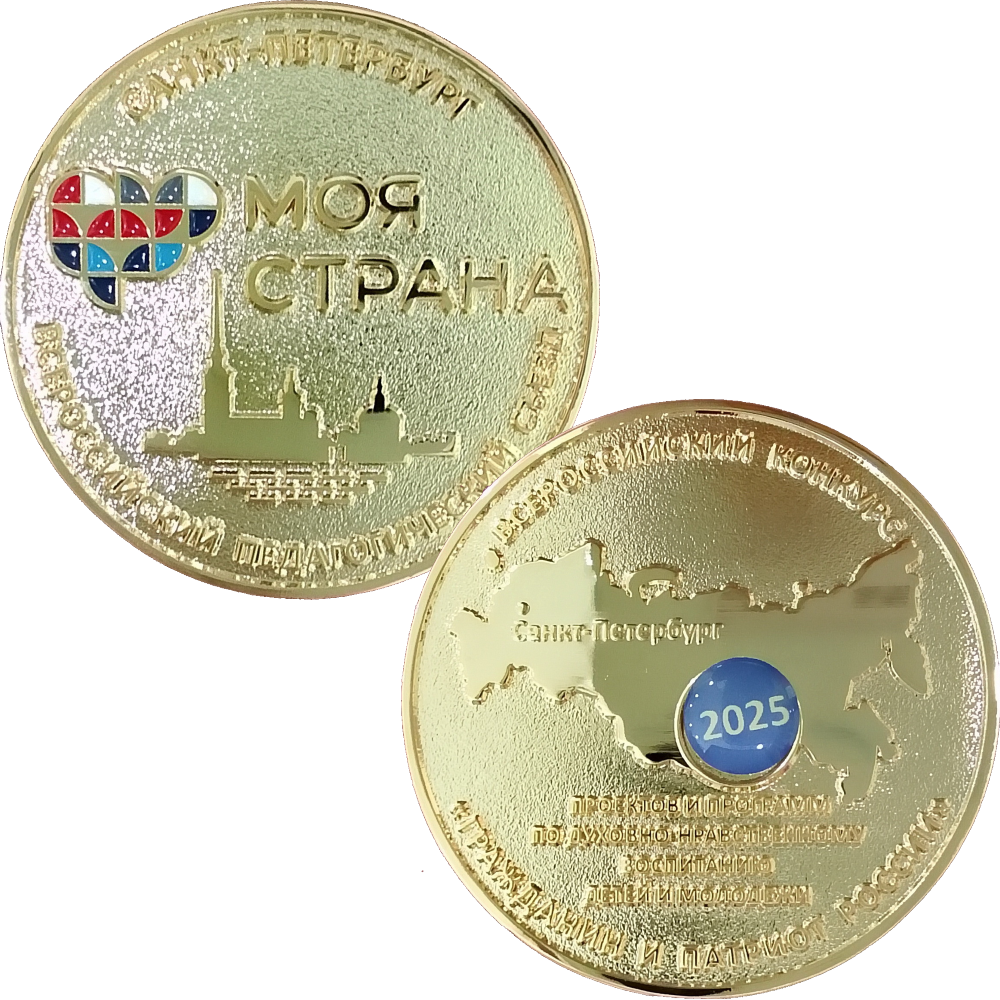 САНКТ-ПЕТЕРБУРГ
МОЯ
СТРАНА
ВСЕРОССИЙСКИЙ ПЕДАГОГИЧЕСКИЙ СЪЕЗД
ВСЕРОССИЙСКИЙ КОНКУРС
Санкт-Петербург
2025
ПРОЕКТОВ И ПРОГРАММ
ПО ДУХОВНО-НРАВСТВЕННОМУ
ВОСПИТАНИЮ
ДЕТЕЙ И МОЛОДЕЖИ
«ГРАЖДАНИН И ПАТРИОТ РОССИИ»